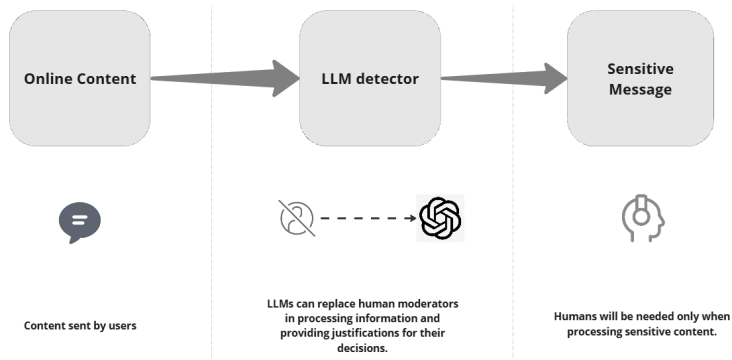 Online Content
LLM detector
Sensitive
Message
Content sent by users
LLMs can replace human moderators
in processing information and
providing justifications for their
decisions.
Humans will be needed only when
processing sensitive content.